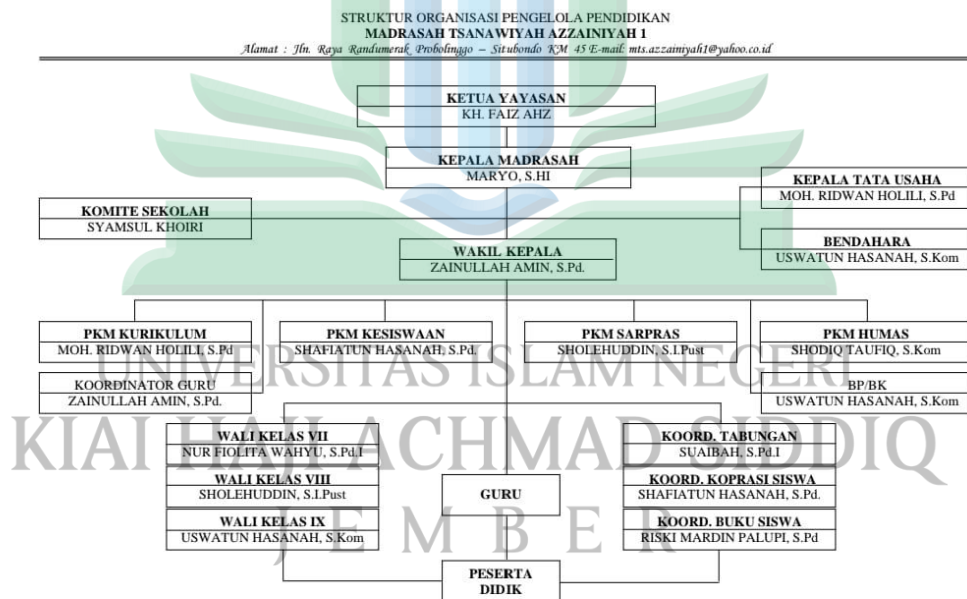 STRUKTUR ORGANISASI PENGELOLA PENDIDIKAN
MADRASAH TSANAWIYAH AZZAINIYAH 1
Alamat : Jln. Raya Randumerak Probolinggo – Situbondo KM 45 E-mail: mts.azzainiyah1@yahoo.co.id
KETUA YAYASAN
KH. FAIZ AHZ
KEPALA MADRASAH
MARYO, S.HI
KEPALA TATA USAHA
MOH. RIDWAN HOLILI, S.Pd
KOMITE SEKOLAH
SYAMSUL KHOIRI
BENDAHARA
USWATUN HASANAH, S.Kom
WAKIL KEPALA
ZAINULLAH AMIN, S.Pd.
PKM KURIKULUM
MOH. RIDWAN HOLILI, S.Pd
PKM KESISWAAN
SHAFIATUN HASANAH, S.Pd.
PKM SARPRAS
SHOLEHUDDIN, S.I.Pust
PKM HUMAS
SHODIQ TAUFIQ, S.Kom
UNIVERSITAS ISLAM NEGERI
KOORDINATOR GURU
ZAINULLAH AMIN, S.Pd.
BP/BK
USWATUN HASANAH, S.Kom
KIAI HAJI ACHMAD SIDDIQ
WALI KELAS VII
NUR FIOLITA WAHYU, S.Pd.I
KOORD. TABUNGAN
SUAIBAH, S.Pd.I
WALI KELAS VIII
SHOLEHUDDIN, S.I.Pust
GURU
KOORD. KOPRASI SISWA
SHAFIATUN HASANAH, S.Pd.
WALI KELAS IX
USWATUN HASANAH, S.Kom
KOORD. BUKU SISWA
RISKI MARDIN PALUPI, S.Pd
JEMBER
PESERTA
DIDIK